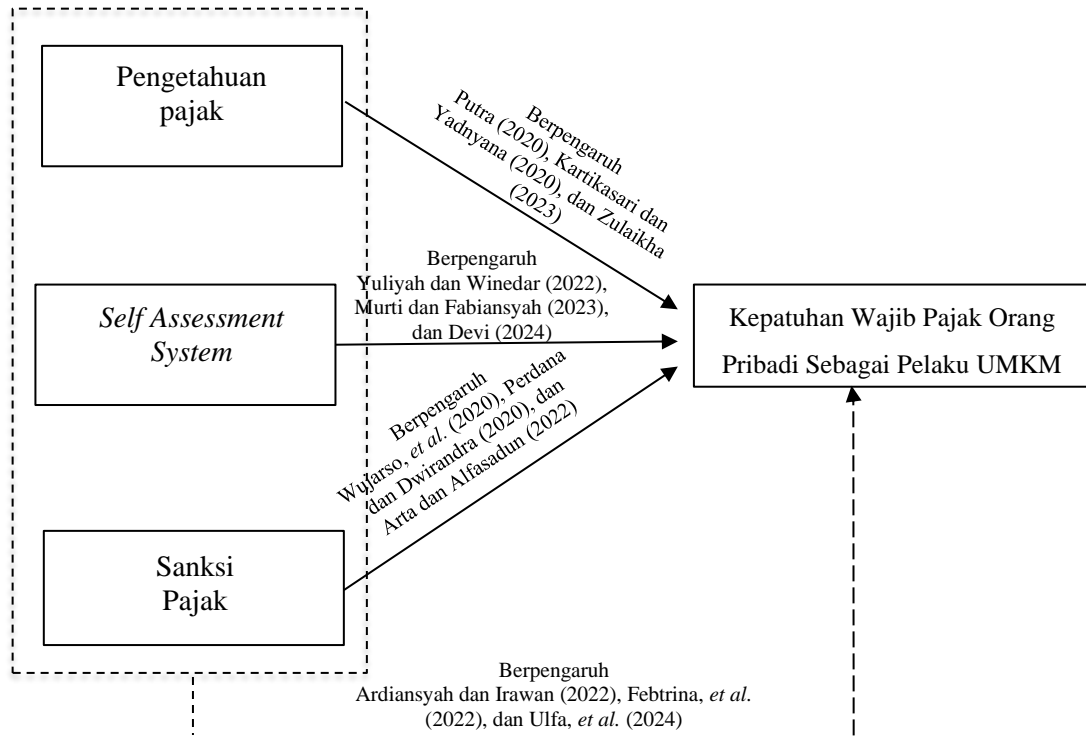 Pengetahuan
pajak
Berpengaruh
Putra (2020), Kartikasari dan
Yadnyana (2020), dan Zulaikha
(2023)
Berpengaruh
Yuliyah dan Winedar (2022),
Murti dan Fabiansyah (2023),
dan Devi (2024)
Self Assessment
System
Kepatuhan Wajib Pajak Orang
Pribadi Sebagai Pelaku UMKM
Berpengaruh
Wujarso, et al. (2020), Perdana
dan Dwirandra (2020), dan
Arta dan Alfasadun (2022)
Sanksi
Pajak
Berpengaruh
Ardiansyah dan Irawan (2022), Febtrina, et al.
(2022), dan Ulfa, et al. (2024)